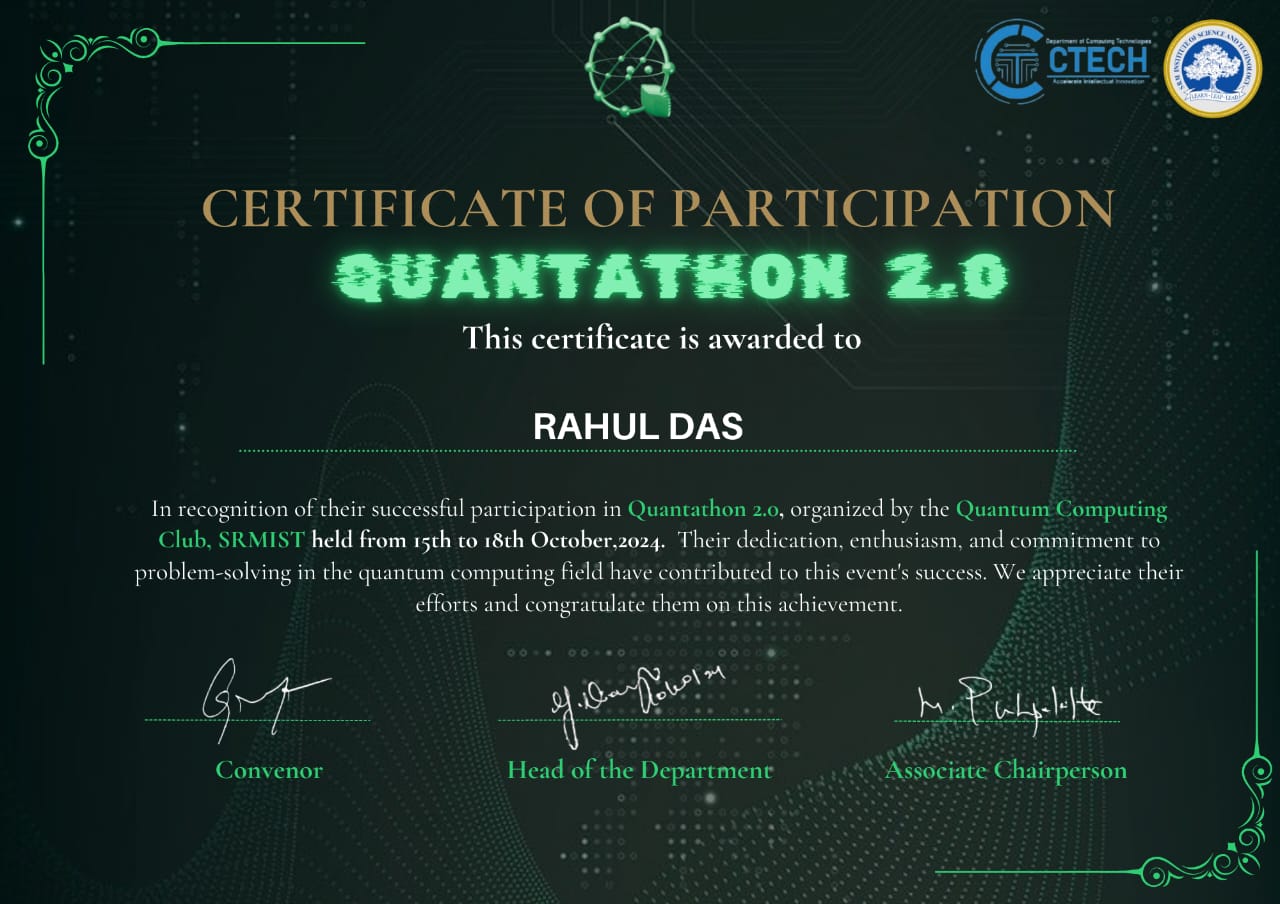 Department of Computing Technologies
CTECH
Accelerate Intellectual Innovation
SRM INSTITUTE OF SCIENCE AND TECHNOLOGY
LEARN-LEAP-LEAD
CERTIFICATE OF PARTICIPATION
QUANTATHON 2.0
This certificate is awarded to
RAHUL DAS
In recognition of their successful participation in Quantathon 2.0, organized by the Quantum Computing
Club, SRMIST held from 15th to 18th October,2024. Their dedication, enthusiasm, and commitment to
problem-solving in the quantum computing field have contributed to this event's success. We appreciate their
efforts and congratulate them on this achievement.
Convenor
Head of the Department
Associate Chairperson